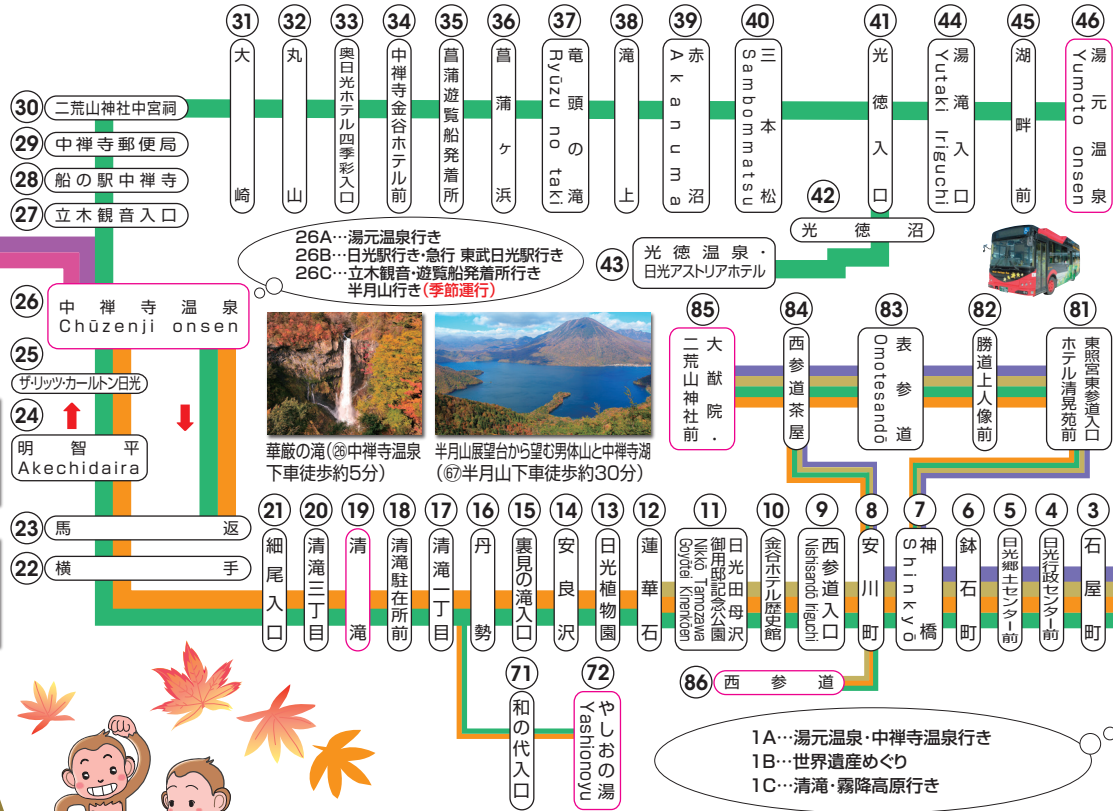 31
大崎
32
丸山
33
奥日光ホテル四季彩入口
34
中禅寺金谷ホテル前
35
菖蒲遊覧船発着所
36
菖蒲ヶ浜
37
竜頭の滝
Ryūzu no taki
38
滝上
39
赤沼
Akanuma
40
三本松
Sambommatsu
41
光徳入口
44
湯滝入口
Yutaki Iriguchi
45
湖畔前
46
湯元温泉
Yumoto onsen
30
二荒山神社中宮祠
29
中禅寺郵便局
28
船の駅中禅寺
27
立木観音入口
42
光徳沼
43
光徳温泉・
日光アストリアホテル
26A…湯元温泉行き
26B…日光駅行き・急行 東武日光駅行き
26C…立木観音・遊覧船発着所行き
半月山行き(季節運行)
26
中禅寺温泉
Chūzenji onsen
25
ザ・リッツ・カールトン日光
24
明智平
Akechidaira
華厳の滝(㉖中禅寺温泉
下車徒歩約5分)
半月山展望台から望む男体山と中禅寺湖
(㊿半月山下車徒歩約30分)
85
大猷院・
二荒山神社前
84
西参道茶屋
83
表参道
Omotesandō
82
勝道上人像前
81
東照宮東参道入口
ホテル清晃苑前
23
馬返
22
横手
21
細尾入口
20
清滝三丁目
19
清滝
18
清滝駐在所前
17
清滝一丁目
16
丹勢
15
裏見の滝入口
14
安良沢
13
日光植物園
12
蓮華石
11
日光田母沢
御用邸記念公園
Nikkō Tamozawa
Goyōtei Kinenkōen
10
金谷ホテル歴史館
9
西参道入口
Nishisandō Iriguchi
8
安川町
7
神橋
Shinkyō
6
鉢石町
5
日光郷土センター前
4
日光行政センター前
3
石屋町
71
和の代入口
72
やしおの湯
Yashionoyu
86
西参道
1A…湯元温泉・中禅寺温泉行き
1B…世界遺産めぐり
1C…清滝・霧降高原行き